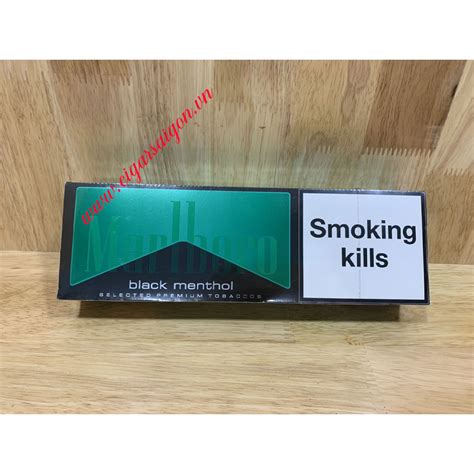 www.cigarsaigon.vn
Marlboro
black menthol
SELECTED PREMIUM TOBACCOS
Smoking
kills